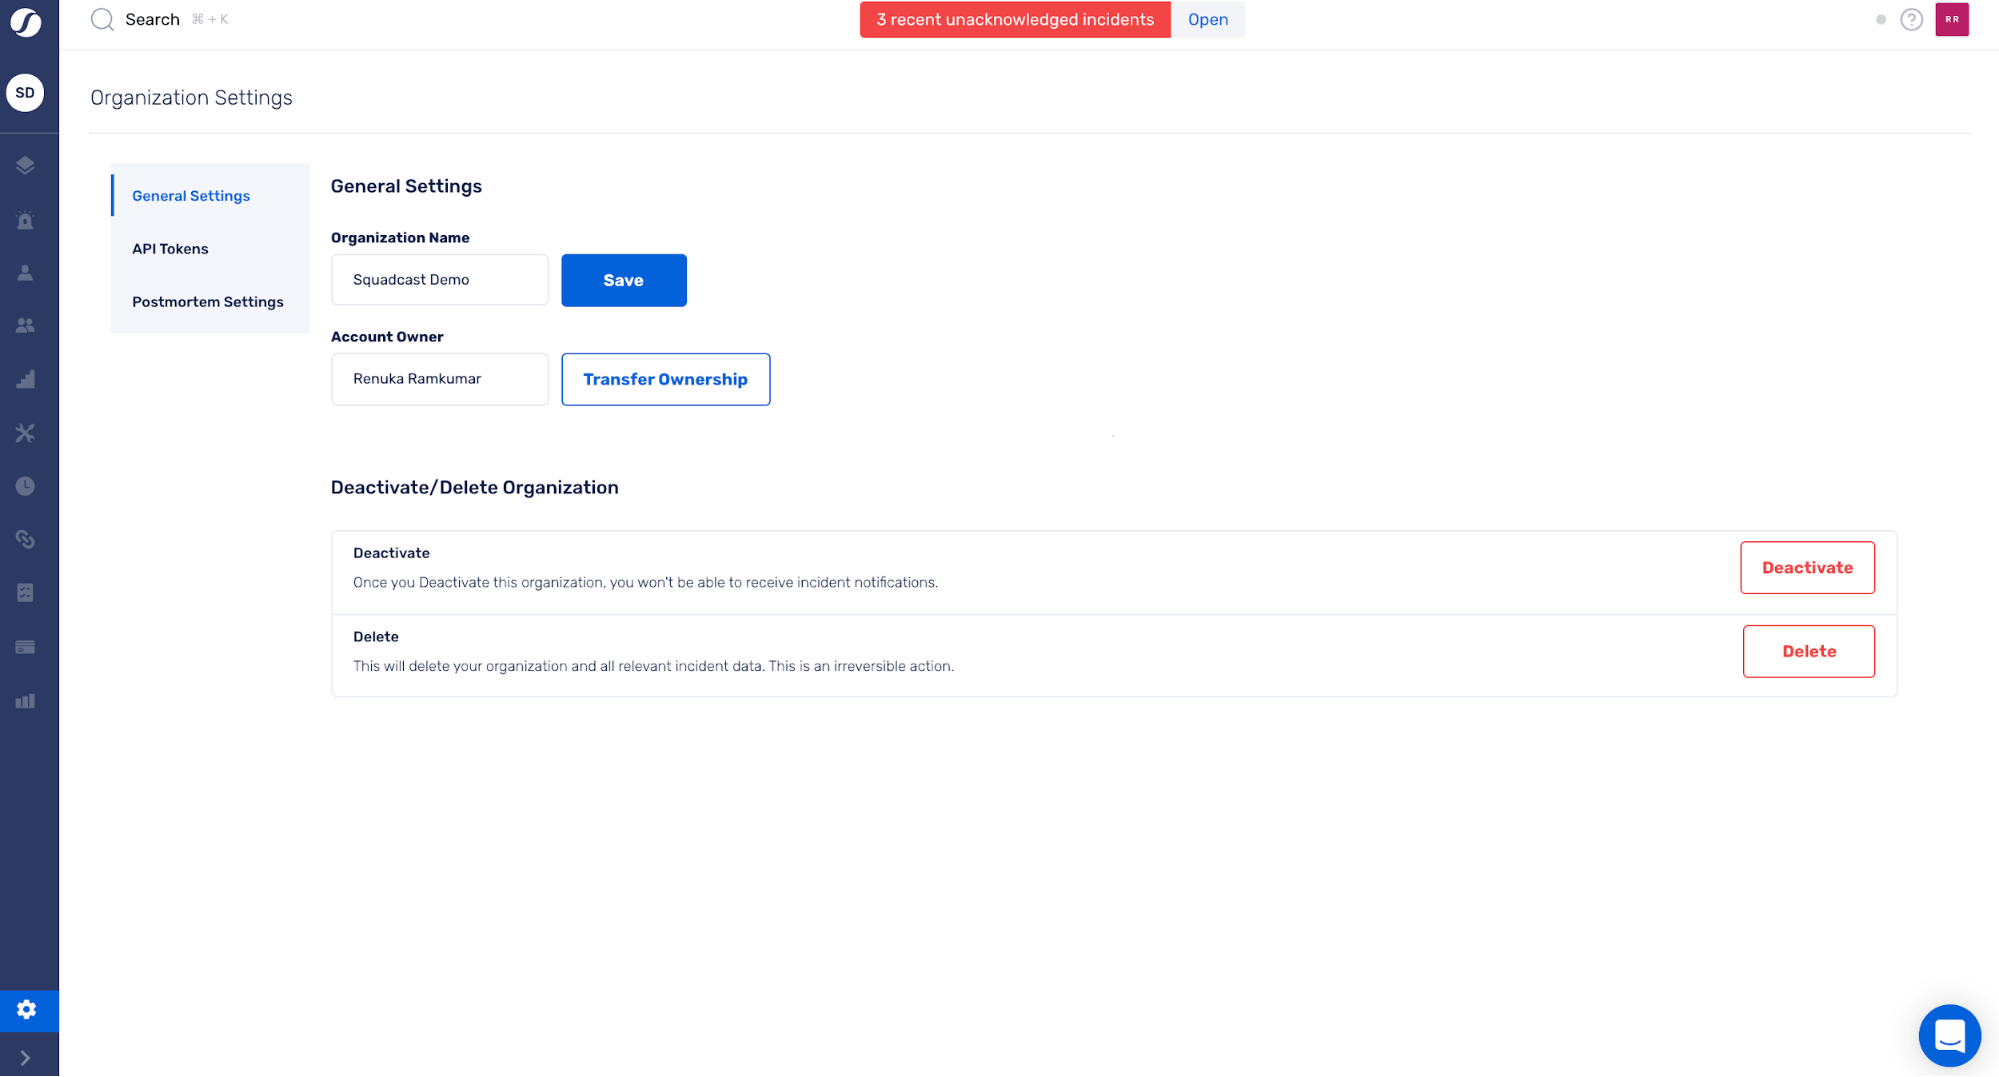 Search ⌘ + K
3 recent unacknowledged incidents Open
RR
SD
Organization Settings
General Settings
API Tokens
Postmortem Settings
General Settings
Organization Name
Squadcast Demo
Save
Account Owner
Renuka Ramkumar
Transfer Ownership
Deactivate/Delete Organization
Deactivate
Once you Deactivate this organization, you won't be able to receive incident notifications.
Deactivate
Delete
This will delete your organization and all relevant incident data. This is an irreversible action.
Delete